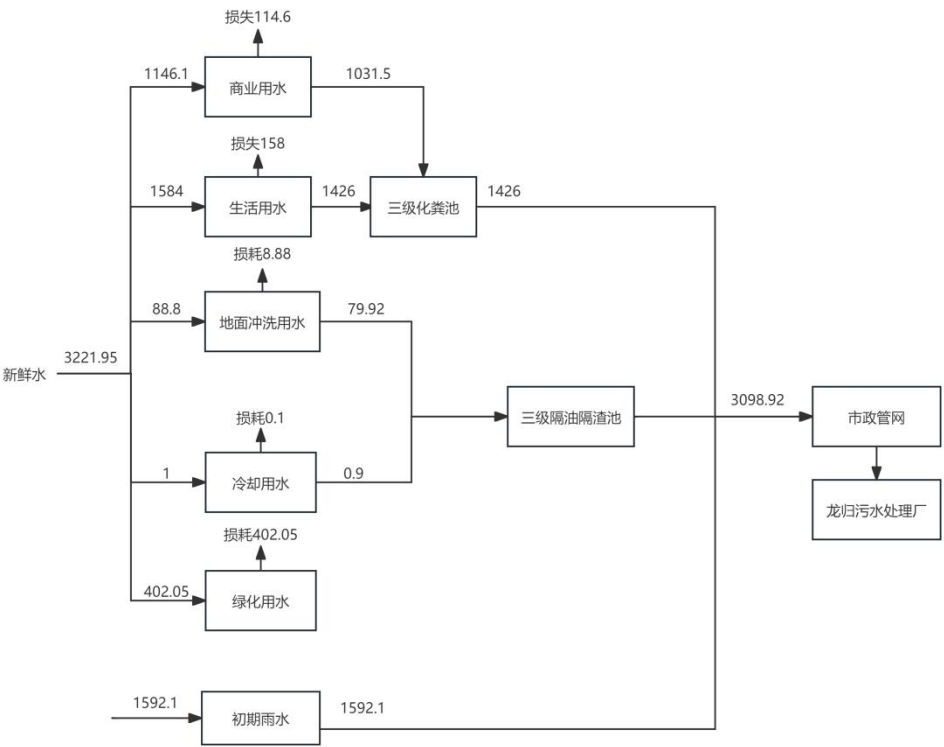 损失114.6
1146.1
商业用水
1031.5
损失158
1584
生活用水
1426
三级化粪池
1426
损耗8.88
88.8
地面冲洗用水
79.92
新鲜水
3221.95
三级隔油隔渣池
3098.92
市政管网
损耗0.1
1
冷却用水
0.9
龙归污水处理厂
损耗402.05
402.05
绿化用水
1592.1
初期雨水
1592.1